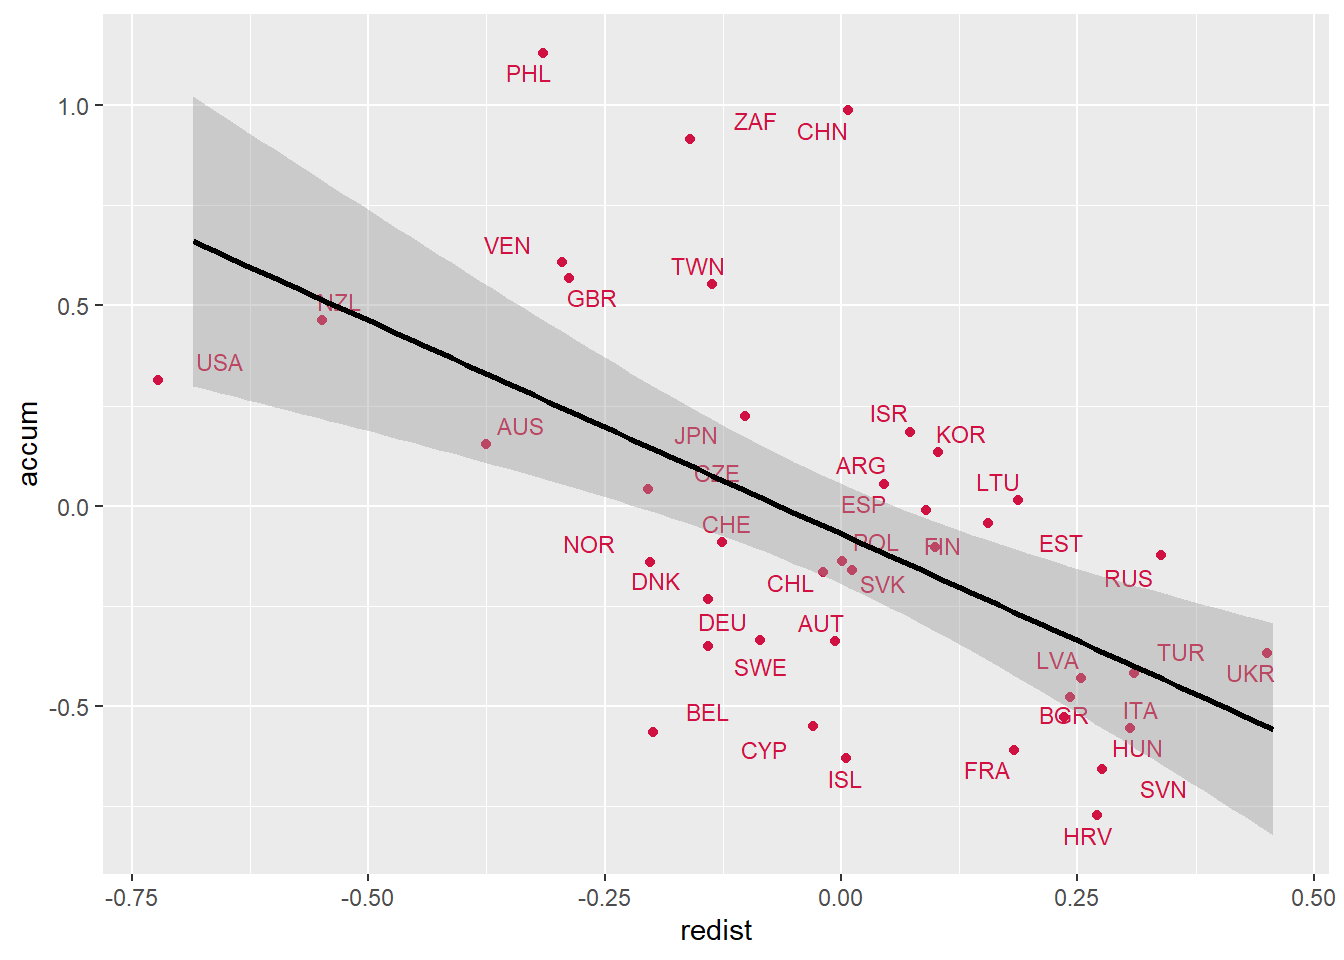 PHL
ZAF
CHN
1.0
VEN
TWN
GBR
NZL
0.5
USA
ISR
AUS
JPN
KOR
accum
CZE
ARG
LTU
ESP
0.0
CHE
NOR
POL
FIN
EST
DNK
CHL
SVK
RUS
DEU
AUT
SWE
LVA
TUR
UKR
-0.5
BEL
BGR
ITA
CYP
HUN
ISL
FRA
SVN
HRV
-0.75 -0.50 -0.25 0.00 0.25 0.50
redist